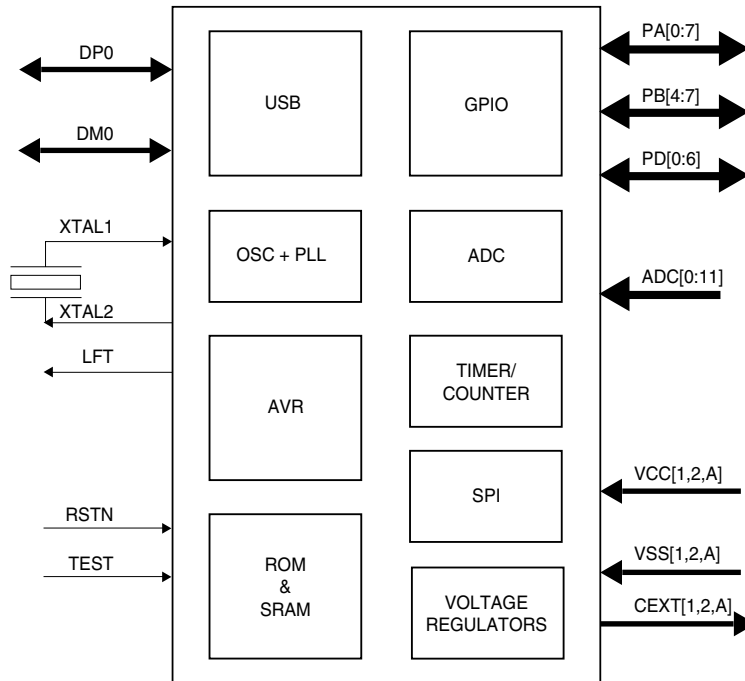 DP0
USB
GPIO
PA[0:7]
PB[4:7]
DM0
PD[0:6]
XTAL1
OSC + PLL
ADC
ADC[0:11]
XTAL2
LFT
AVR
TIMER/
COUNTER
VCC[1,2,A]
SPI
RSTN
TEST
ROM
&
SRAM
VSS[1,2,A]
VOLTAGE
REGULATORS
CEXT[1,2,A]